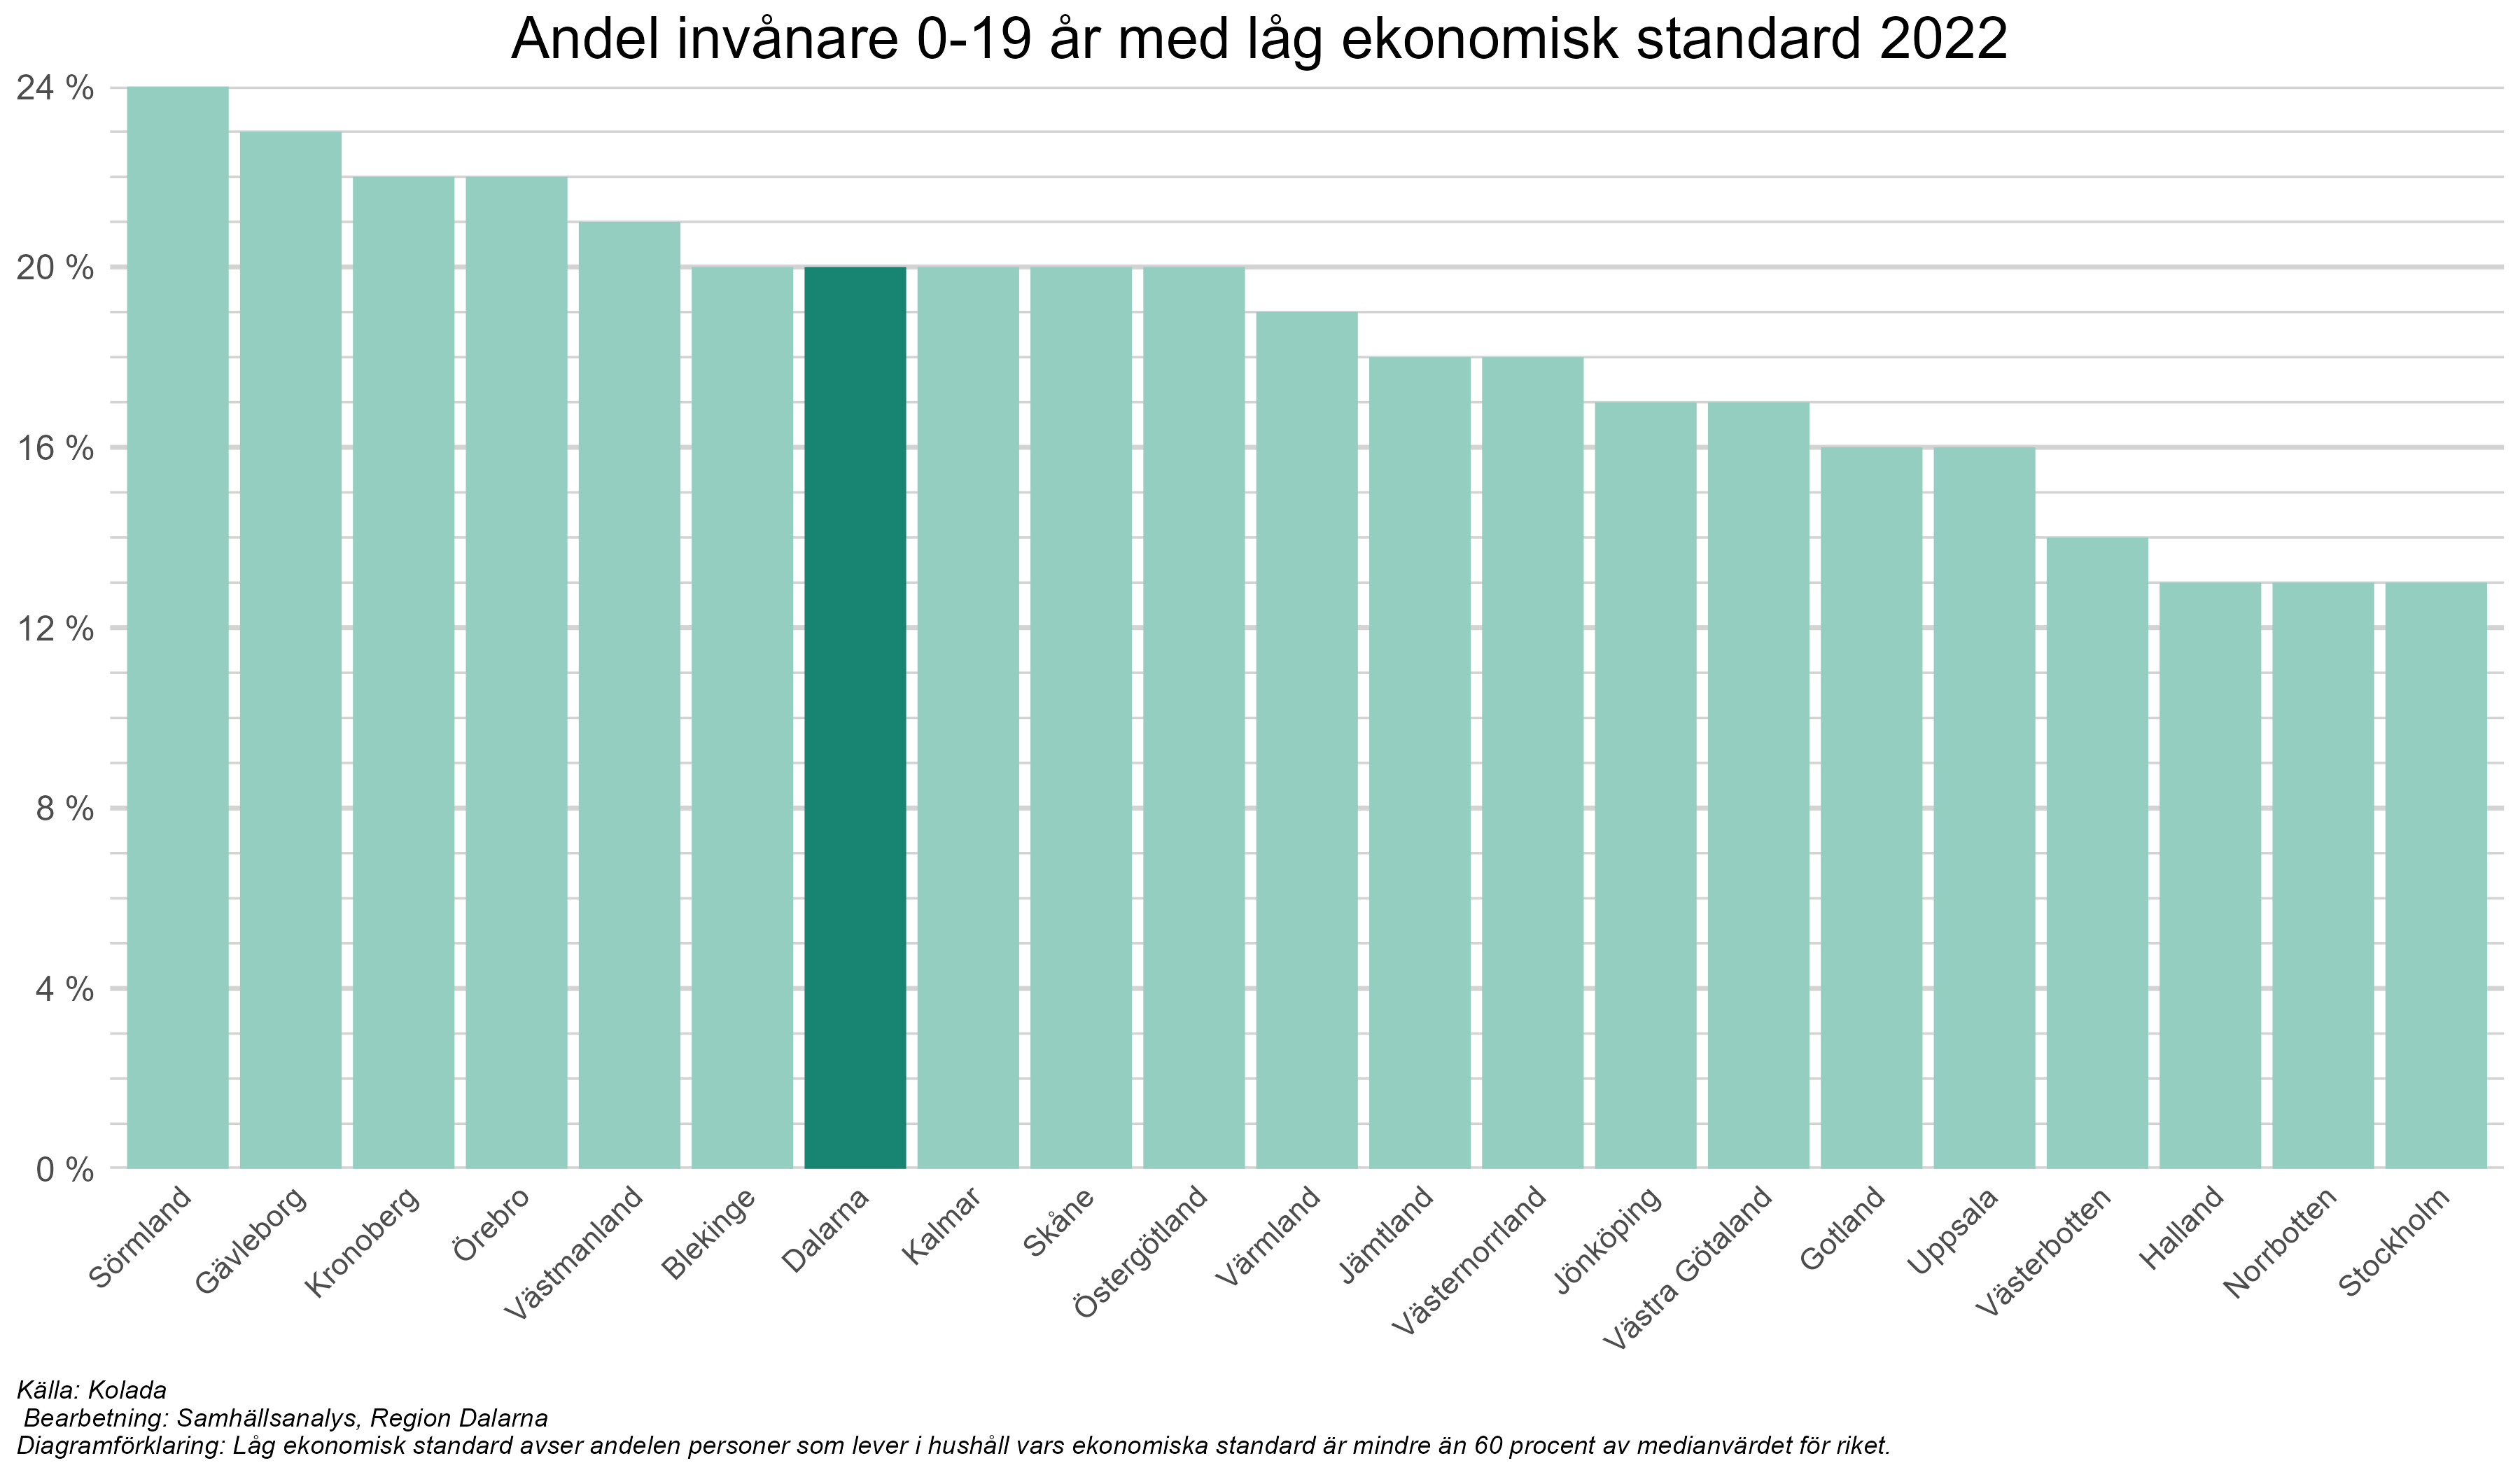 Andel invånare 0-19 år med låg ekonomisk standard 2022
24 %
20 %
16 %
12 %
8 %
4 %
0 %
Sörmland
Gävleborg
Kronoberg
Örebro
Västmanland
Blekinge
Dalarna
Kalmar
Skåne
Östergötland
Värmland
Jämtland
Västernorrland
Jönköping
Västra Götaland
Gotland
Uppsala
Västerbotten
Halland
Norrbotten
Stockholm
Källa: Kolada
Bearbetning: Samhällsanalys, Region Dalarna
Diagramförklaring: Låg ekonomisk standard avser andelen personer som lever i hushåll vars ekonomiska standard är mindre än 60 procent av medianvärdet för riket.